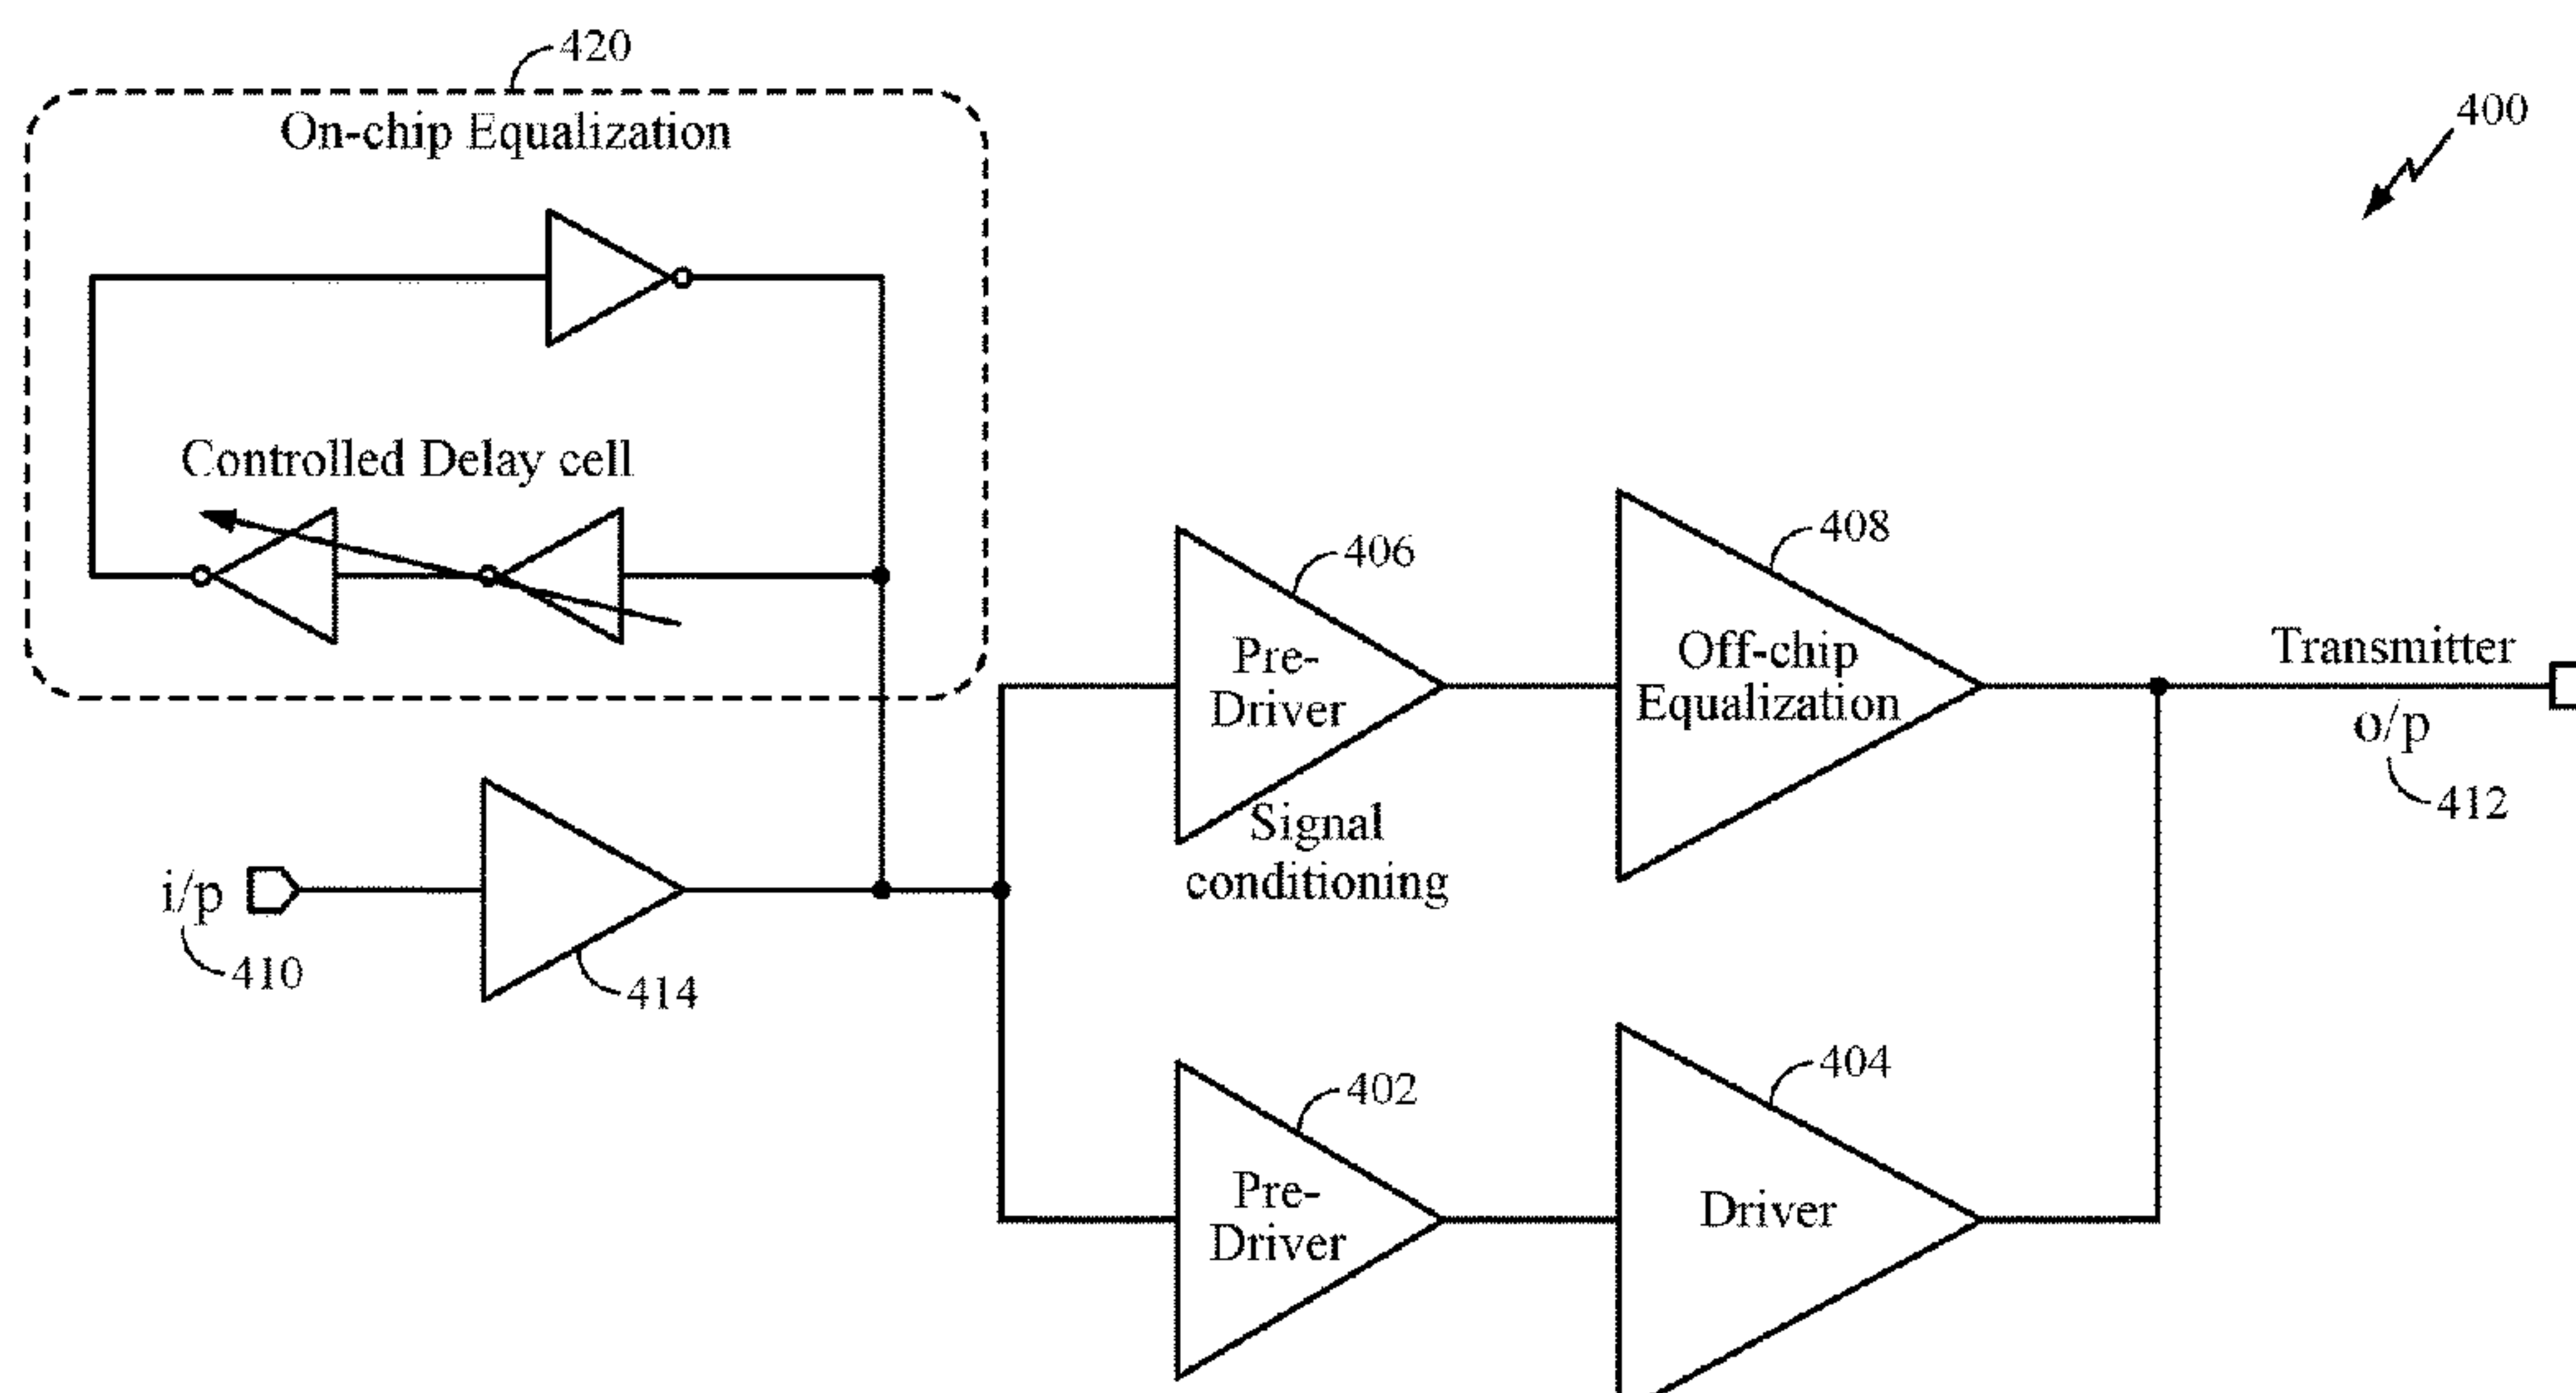 420
On-chip Equalization
400
Controlled Delay cell
406
Pre-
Driver
Signal
conditioning
408
Off-chip
Equalization
Transmitter
o/p
412
i/p
410
414
402
Pre-
Driver
404
Driver